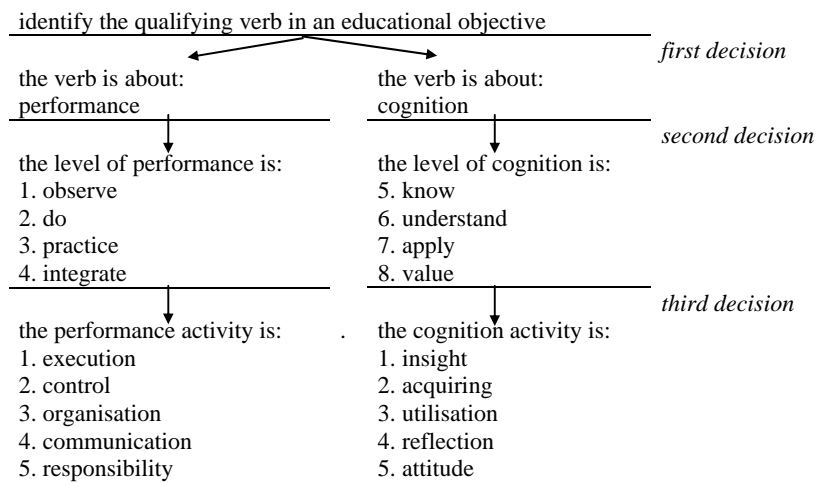 identify the qualifying verb in an educational objective
first decision
the verb is about:
performance
the verb is about:
cognition
second decision
the level of performance is:
1. observe
2. do
3. practice
4. integrate
the level of cognition is:
5. know
6. understand
7. apply
8. value
third decision
the performance activity is:
1. execution
2. control
3. organisation
4. communication
5. responsibility
.
the cognition activity is:
1. insight
2. acquiring
3. utilisation
4. reflection
5. attitude